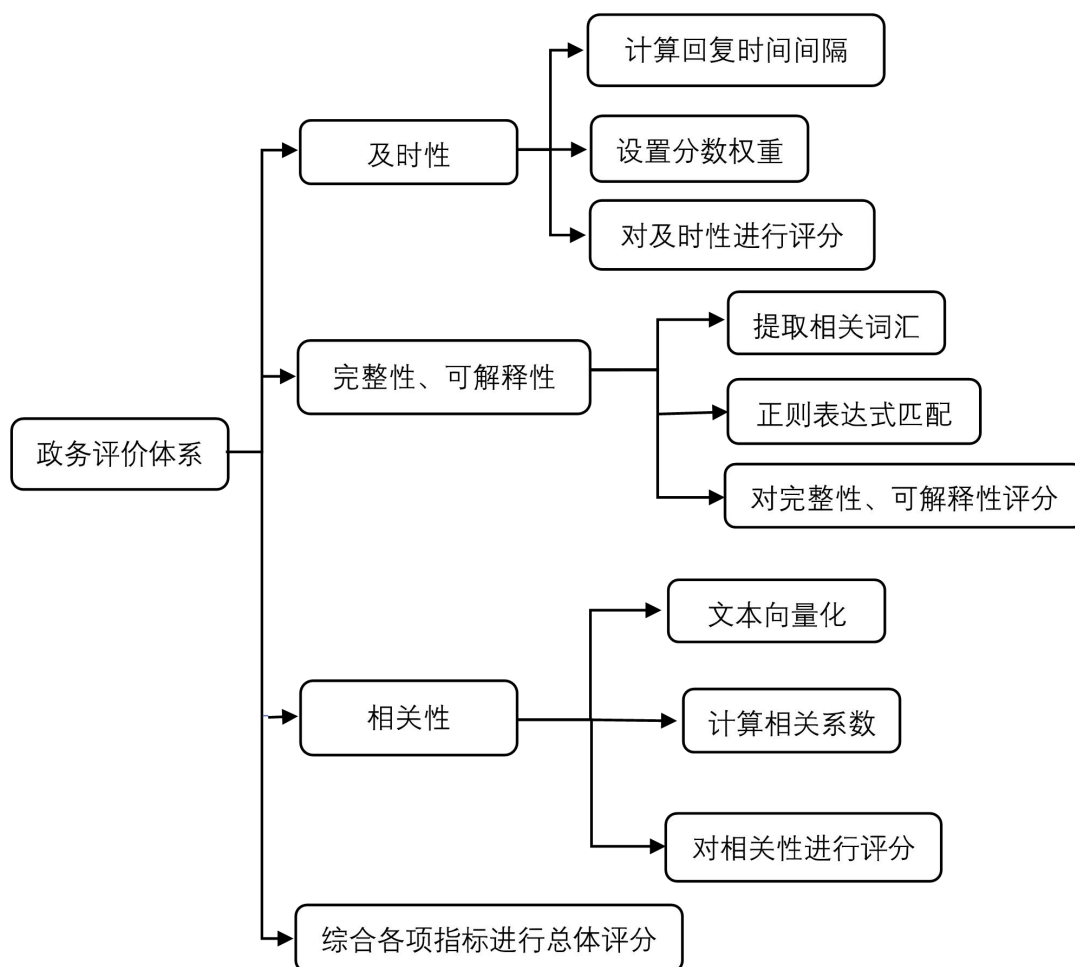 计算回复时间间隔
及时性
设置分数权重
对及时性进行评分
提取相关词汇
完整性、可解释性
正则表达式匹配
政务评价体系
对完整性、可解释性评分
文本向量化
相关性
计算相关系数
对相关性进行评分
综合各项指标进行总体评分